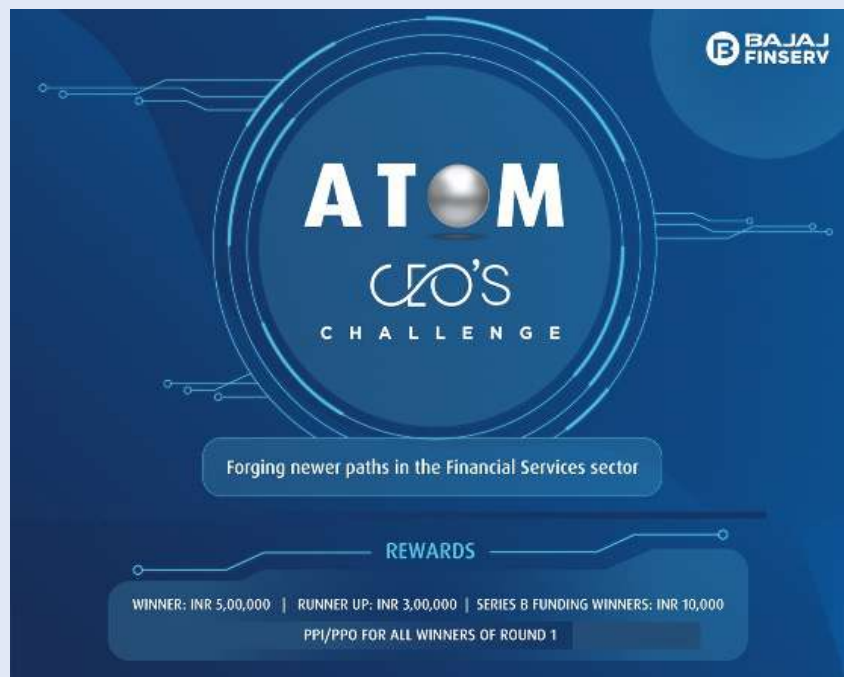 BAJAJ
FINSERV
ATOM
CEO'S
CHALLENGE
Forging newer paths in the Financial Services sector
REWARDS
WINNER: INR 5,00,000 | RUNNER UP: INR 3,00,000 | SERIES B FUNDING WINNERS: INR 10,000
PPI/PPO FOR ALL WINNERS OF ROUND 1